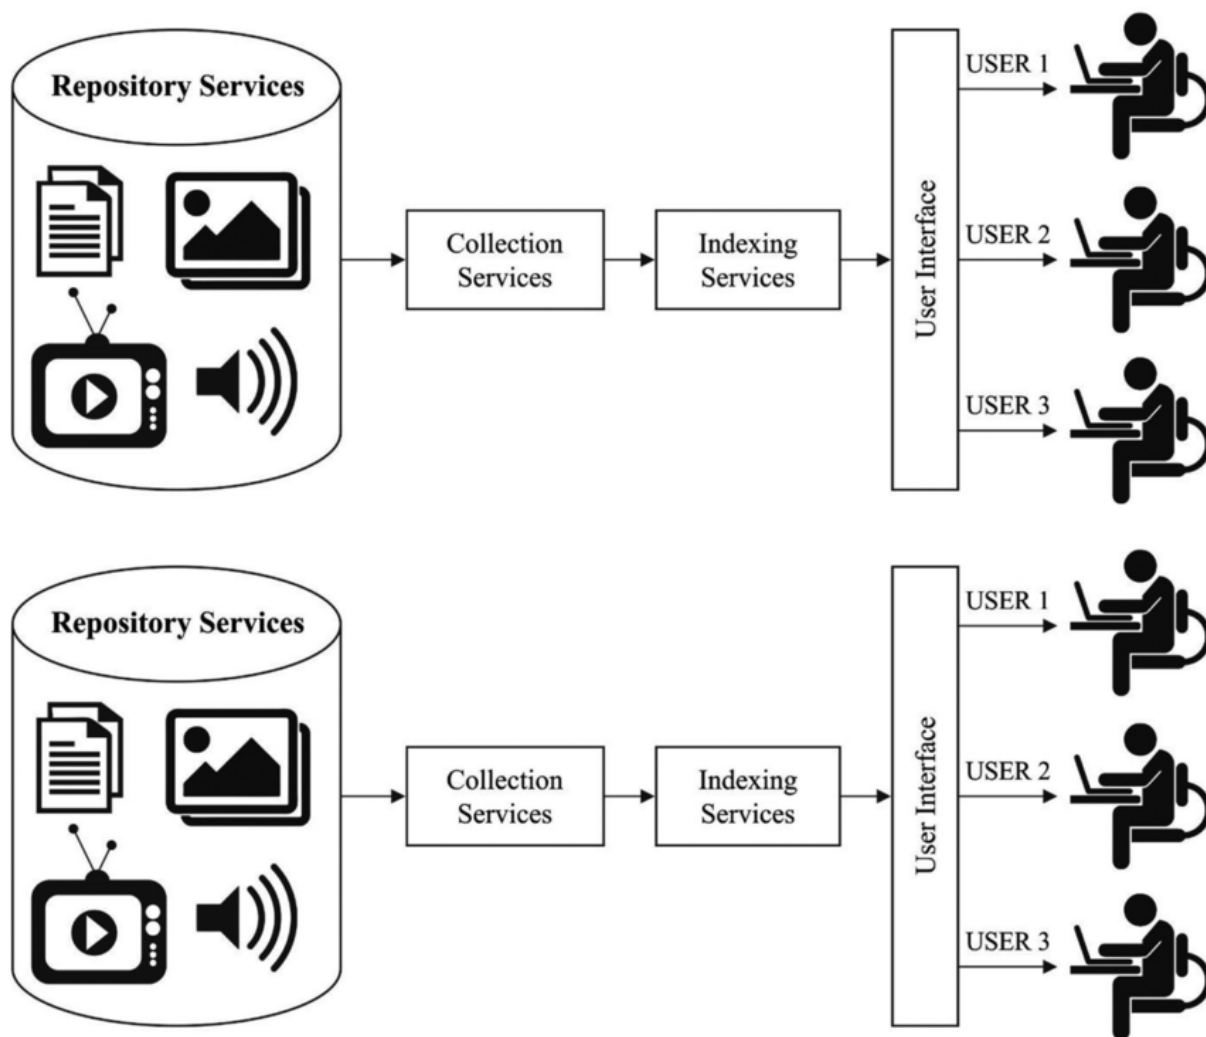 Repository Services
Collection
Services
Indexing
Services
User Interface
USER 1
USER 2
USER 3
Repository Services
Collection
Services
Indexing
Services
User Interface
USER 1
USER 2
USER 3